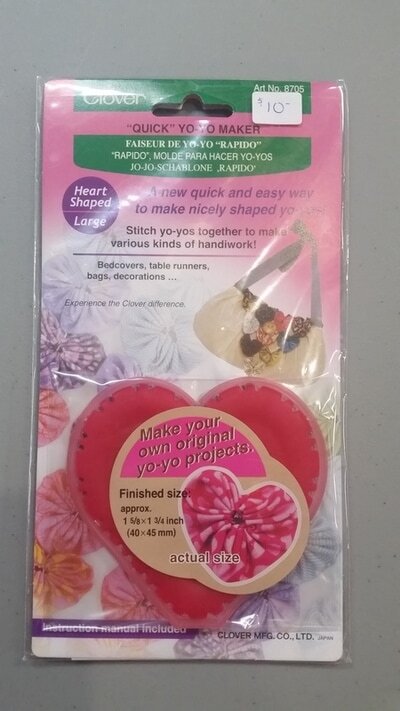 Clover
Art No. 8705
$10-
"QUICK" YO-YO MAKER
FAISEUR DE YO-YO "RAPIDO"
"RAPIDO", MOLDE PARA HACER YO-YOS
JO-JO-SCHABLONE ‚RAPIDO'
Heart
Shaped
Large
A new quick and easy way
to make nicely shaped yo-yos
Stitch yo-yos together to make
various kinds of handiwork!
Bedcovers, table runners,
bags, decorations ...
Experience the Clover difference.
Make your
own original
yo-yo projects.
Finished size:
approx.
1 5/8 × 1 3/4 inch
(40 × 45 mm)
actual size
Instruction manual included
CLOVER MFG. CO., LTD. JAPAN